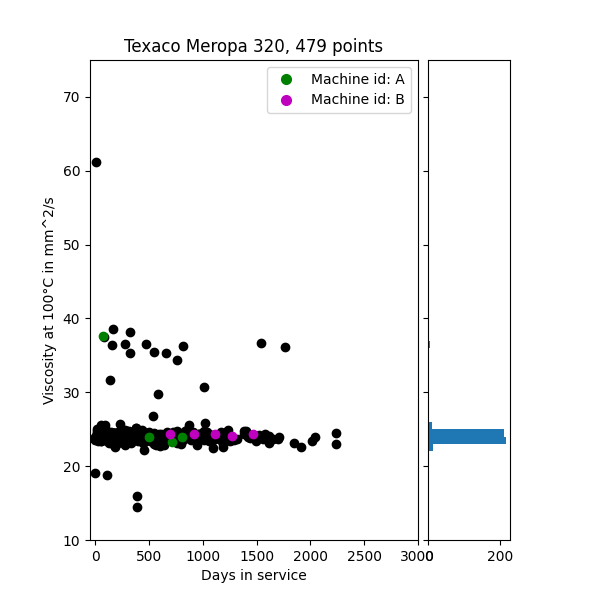 Texaco Meropa 320, 479 points
Machine id: A
Machine id: B
Viscosity at 100°C in mm^2/s
70
60
50
40
30
20
10
0 500 1000 1500 2000 2500 3000
0 200
Days in service